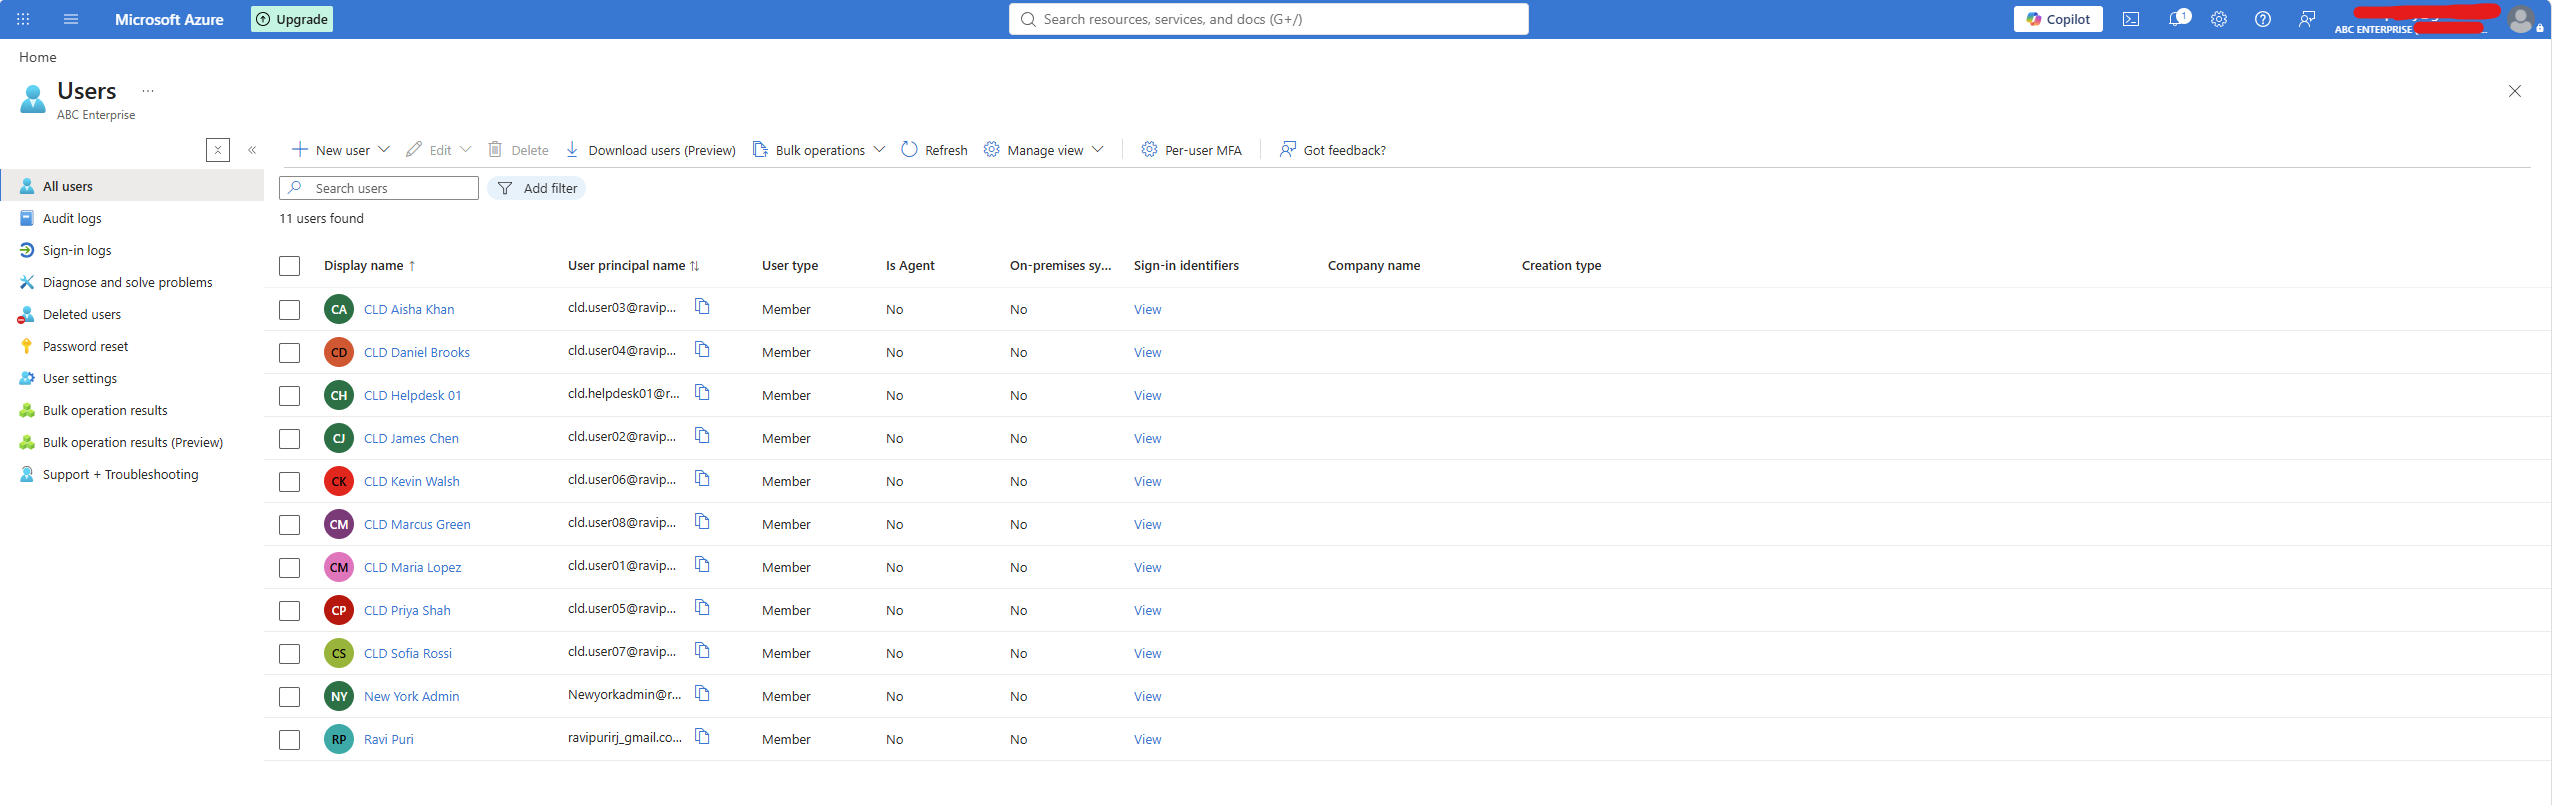 Microsoft Azure
Upgrade
Search resources, services, and docs (G+/)
Copilot
1
ABC ENTERPRISE
Home
Users
...
ABC Enterprise
New user
Edit
Delete
Download users (Preview)
Bulk operations
Refresh
Manage view
Per-user MFA
Got feedback?
All users
Audit logs
Sign-in logs
Diagnose and solve problems
Deleted users
Password reset
User settings
Bulk operation results
Bulk operation results (Preview)
Support + Troubleshooting
Search users
Add filter
11 users found
Display name ↑ User principal name ↑↓ User type Is Agent On-premises sy... Sign-in identifiers Company name Creation type
CA CLD Aisha Khan cld.user03@ravip... Member No No View
CD CLD Daniel Brooks cld.user04@ravip... Member No No View
CH CLD Helpdesk 01 cld.helpdesk01@r... Member No No View
CJ CLD James Chen cld.user02@ravip... Member No No View
CK CLD Kevin Walsh cld.user06@ravip... Member No No View
CM CLD Marcus Green cld.user08@ravip... Member No No View
CM CLD Maria Lopez cld.user01@ravip... Member No No View
CP CLD Priya Shah cld.user05@ravip... Member No No View
CS CLD Sofia Rossi cld.user07@ravip... Member No No View
NY New York Admin Newyorkadmin@r... Member No No View
RP Ravi Puri ravipurirj_gmail.co... Member No No View